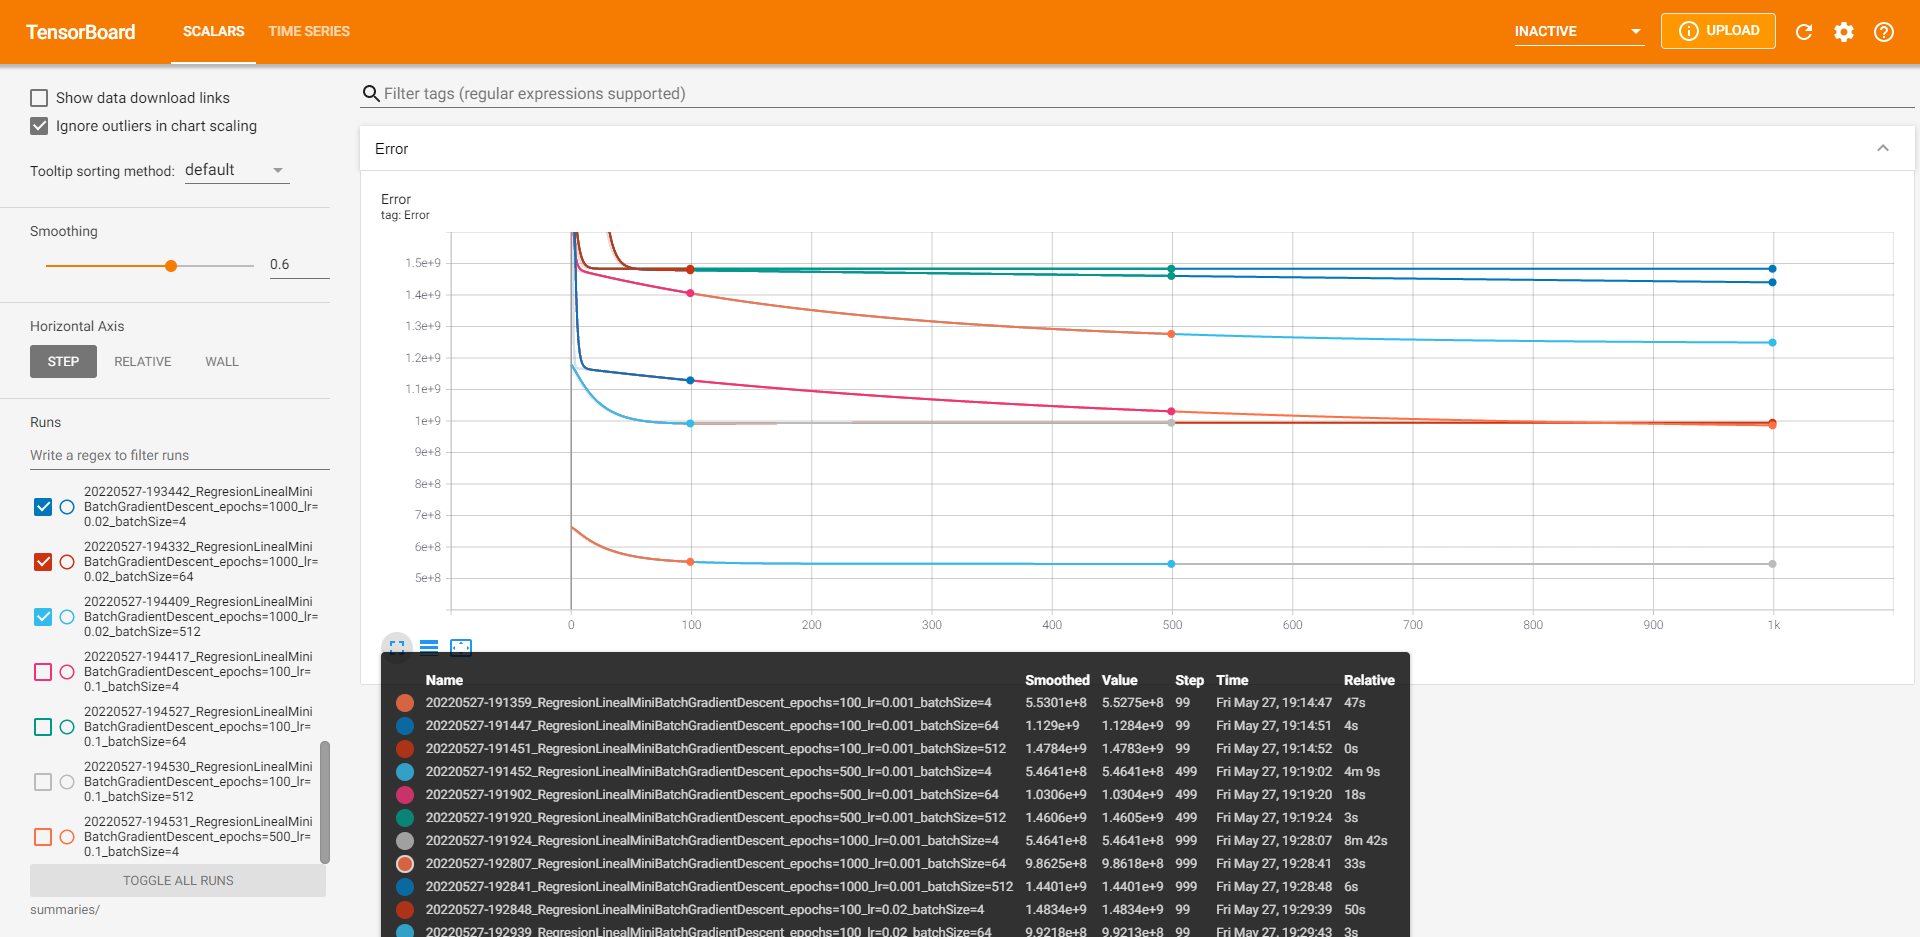 TensorBoard
SCALARS
TIME SERIES
INACTIVE
UPLOAD
Show data download links
Ignore outliers in chart scaling
Tooltip sorting method: default
Smoothing
0.6
Horizontal Axis
STEP
RELATIVE
WALL
Runs
Write a regex to filter runs
20220527-193442_RegresionLinealMini
BatchGradientDescent_epochs=1000_lr=
0.02_batchSize=4
20220527-194332_RegresionLinealMini
BatchGradientDescent_epochs=1000_lr=
0.02_batchSize=64
20220527-194409_RegresionLinealMini
BatchGradientDescent_epochs=1000_lr=
0.02_batchSize=512
20220527-194417_RegresionLinealMini
BatchGradientDescent_epochs=100_lr=
0.1_batchSize=4
20220527-194527_RegresionLinealMini
BatchGradientDescent_epochs=100_lr=
0.1_batchSize=64
20220527-194530_RegresionLinealMini
BatchGradientDescent_epochs=100_lr=
0.1_batchSize=512
20220527-194531_RegresionLinealMini
BatchGradientDescent_epochs=500_lr=
0.1_batchSize=4
TOGGLE ALL RUNS
summaries/
Filter tags (regular expressions supported)
Error
Error
tag: Error
1.5e+9
1.4e+9
1.3e+9
1.2e+9
1.1e+9
1e+9
9e+8
8e+8
7e+8
6e+8
5e+8
0 100 200 300 400 500 600 700 800 900 1k
Name Smoothed Value Step Time Relative
20220527-191359_RegresionLinealMiniBatchGradientDescent_epochs=100_lr=0.001_batchSize=4 5.5301e+8 5.5275e+8 99 Fri May 27, 19:14:47 47s
20220527-191447_RegresionLinealMiniBatchGradientDescent_epochs=100_lr=0.001_batchSize=64 1.129e+9 1.1284e+9 99 Fri May 27, 19:14:51 4s
20220527-191451_RegresionLinealMiniBatchGradientDescent_epochs=100_lr=0.001_batchSize=512 1.4784e+9 1.4783e+9 99 Fri May 27, 19:14:52 0s
20220527-191452_RegresionLinealMiniBatchGradientDescent_epochs=500_lr=0.001_batchSize=4 5.4641e+8 5.4641e+8 499 Fri May 27, 19:19:02 4m 9s
20220527-191902_RegresionLinealMiniBatchGradientDescent_epochs=500_lr=0.001_batchSize=64 1.0306e+9 1.0304e+9 499 Fri May 27, 19:19:20 18s
20220527-191920_RegresionLinealMiniBatchGradientDescent_epochs=500_lr=0.001_batchSize=512 1.4606e+9 1.4605e+9 499 Fri May 27, 19:19:24 3s
20220527-191924_RegresionLinealMiniBatchGradientDescent_epochs=1000_lr=0.001_batchSize=4 5.4641e+8 5.4641e+8 999 Fri May 27, 19:28:07 8m 42s
20220527-192807_RegresionLinealMiniBatchGradientDescent_epochs=1000_lr=0.001_batchSize=64 9.8625e+8 9.8618e+8 999 Fri May 27, 19:28:41 33s
20220527-192841_RegresionLinealMiniBatchGradientDescent_epochs=1000_lr=0.001_batchSize=512 1.4401e+9 1.4401e+9 999 Fri May 27, 19:28:48 6s
20220527-192848_RegresionLinealMiniBatchGradientDescent_epochs=100_lr=0.02_batchSize=4 1.4834e+9 1.4834e+9 99 Fri May 27, 19:29:39 50s
20220527-192939_RegresionLinealMiniBatchGradientDescent_epochs=100_lr=0.02_batchSize=64 9.9218e+8 9.9213e+8 99 Fri May 27, 19:29:43 3s